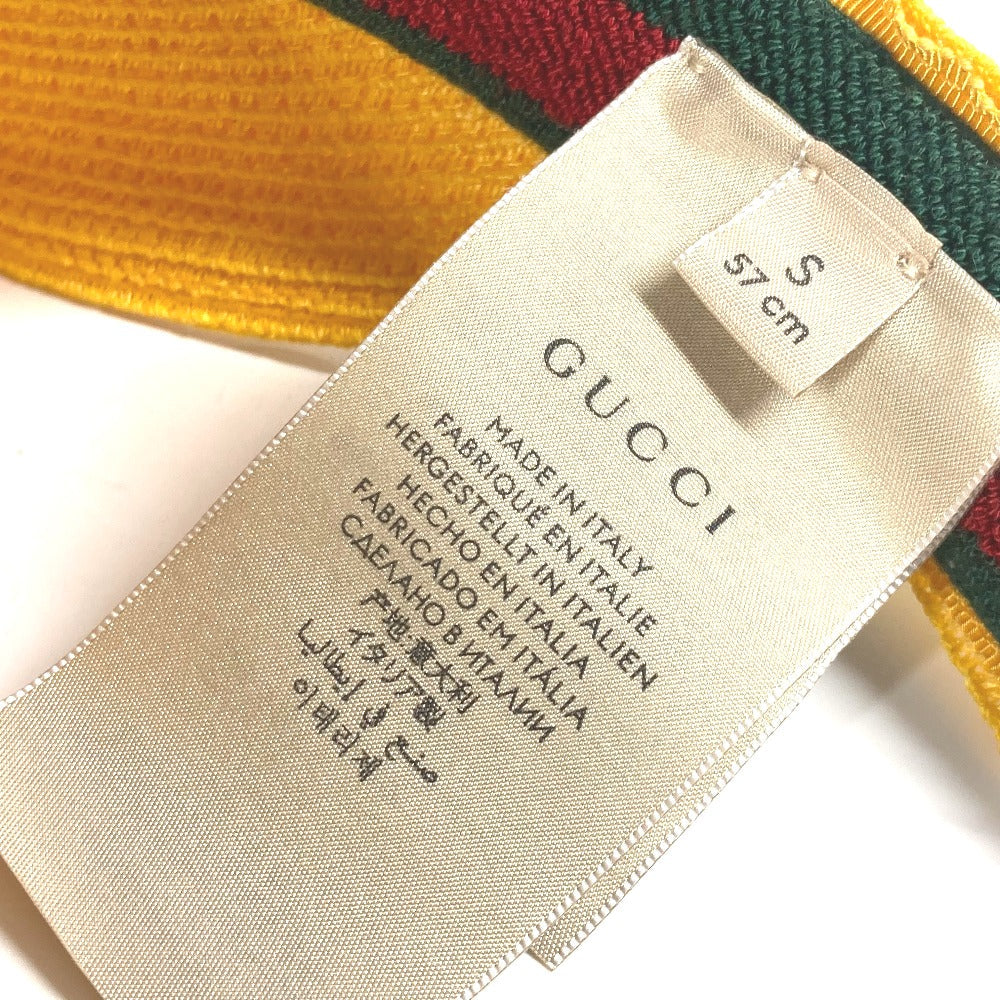 S
57 cm
GUCCI
MADE IN ITALY
FABRIQUÉ EN ITALIE
HERGESTELLT IN ITALIEN
HECHO EN ITALIA
FABRICADO EM ITÁLIA
СДЕЛАНО В ИТАЛИИ
产地:意大利
イタリア製
صنع في إيطاليا
이태리제